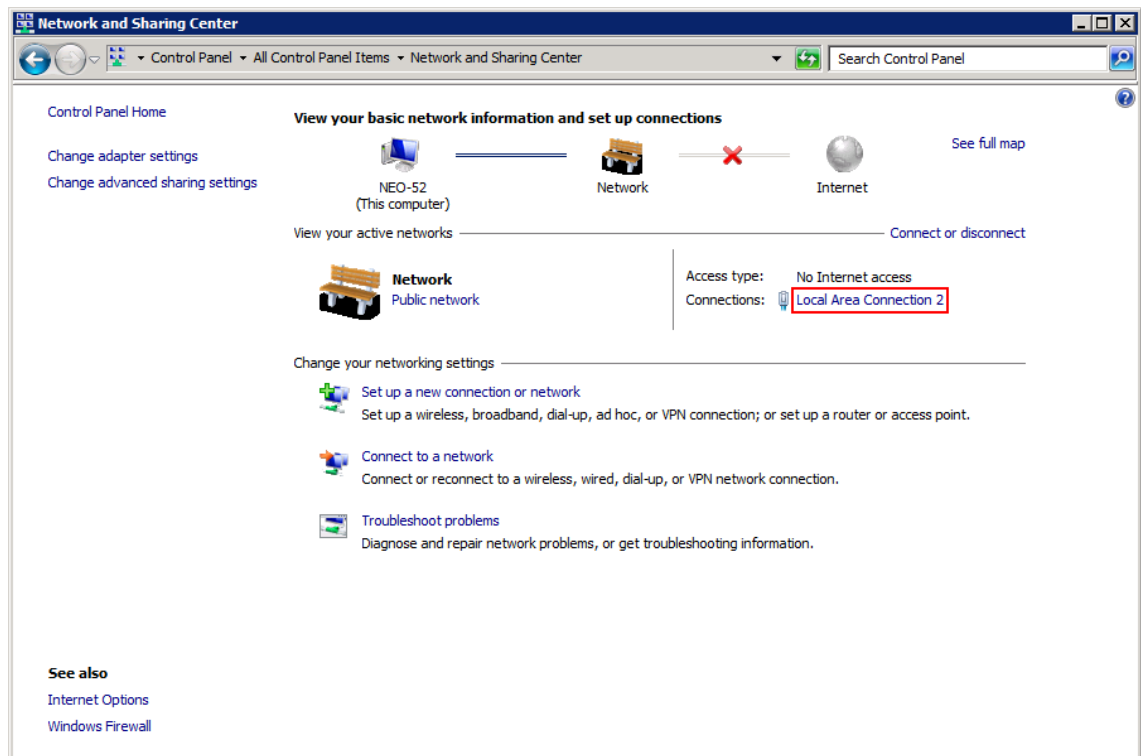 Network and Sharing Center
Control Panel All Control Panel Items Network and Sharing Center Search Control Panel
Control Panel Home
View your basic network information and set up connections
See full map
Change adapter settings
Change advanced sharing settings
NEO-52 Network Internet
(This computer)
View your active networks Connect or disconnect
Network Access type: No Internet access
Public network Connections: Local Area Connection 2
Change your networking settings
Set up a new connection or network
Set up a wireless, broadband, dial-up, ad hoc, or VPN connection; or set up a router or access point.
Connect to a network
Connect or reconnect to a wireless, wired, dial-up, or VPN network connection.
Troubleshoot problems
Diagnose and repair network problems, or get troubleshooting information.
See also
Internet Options
Windows Firewall